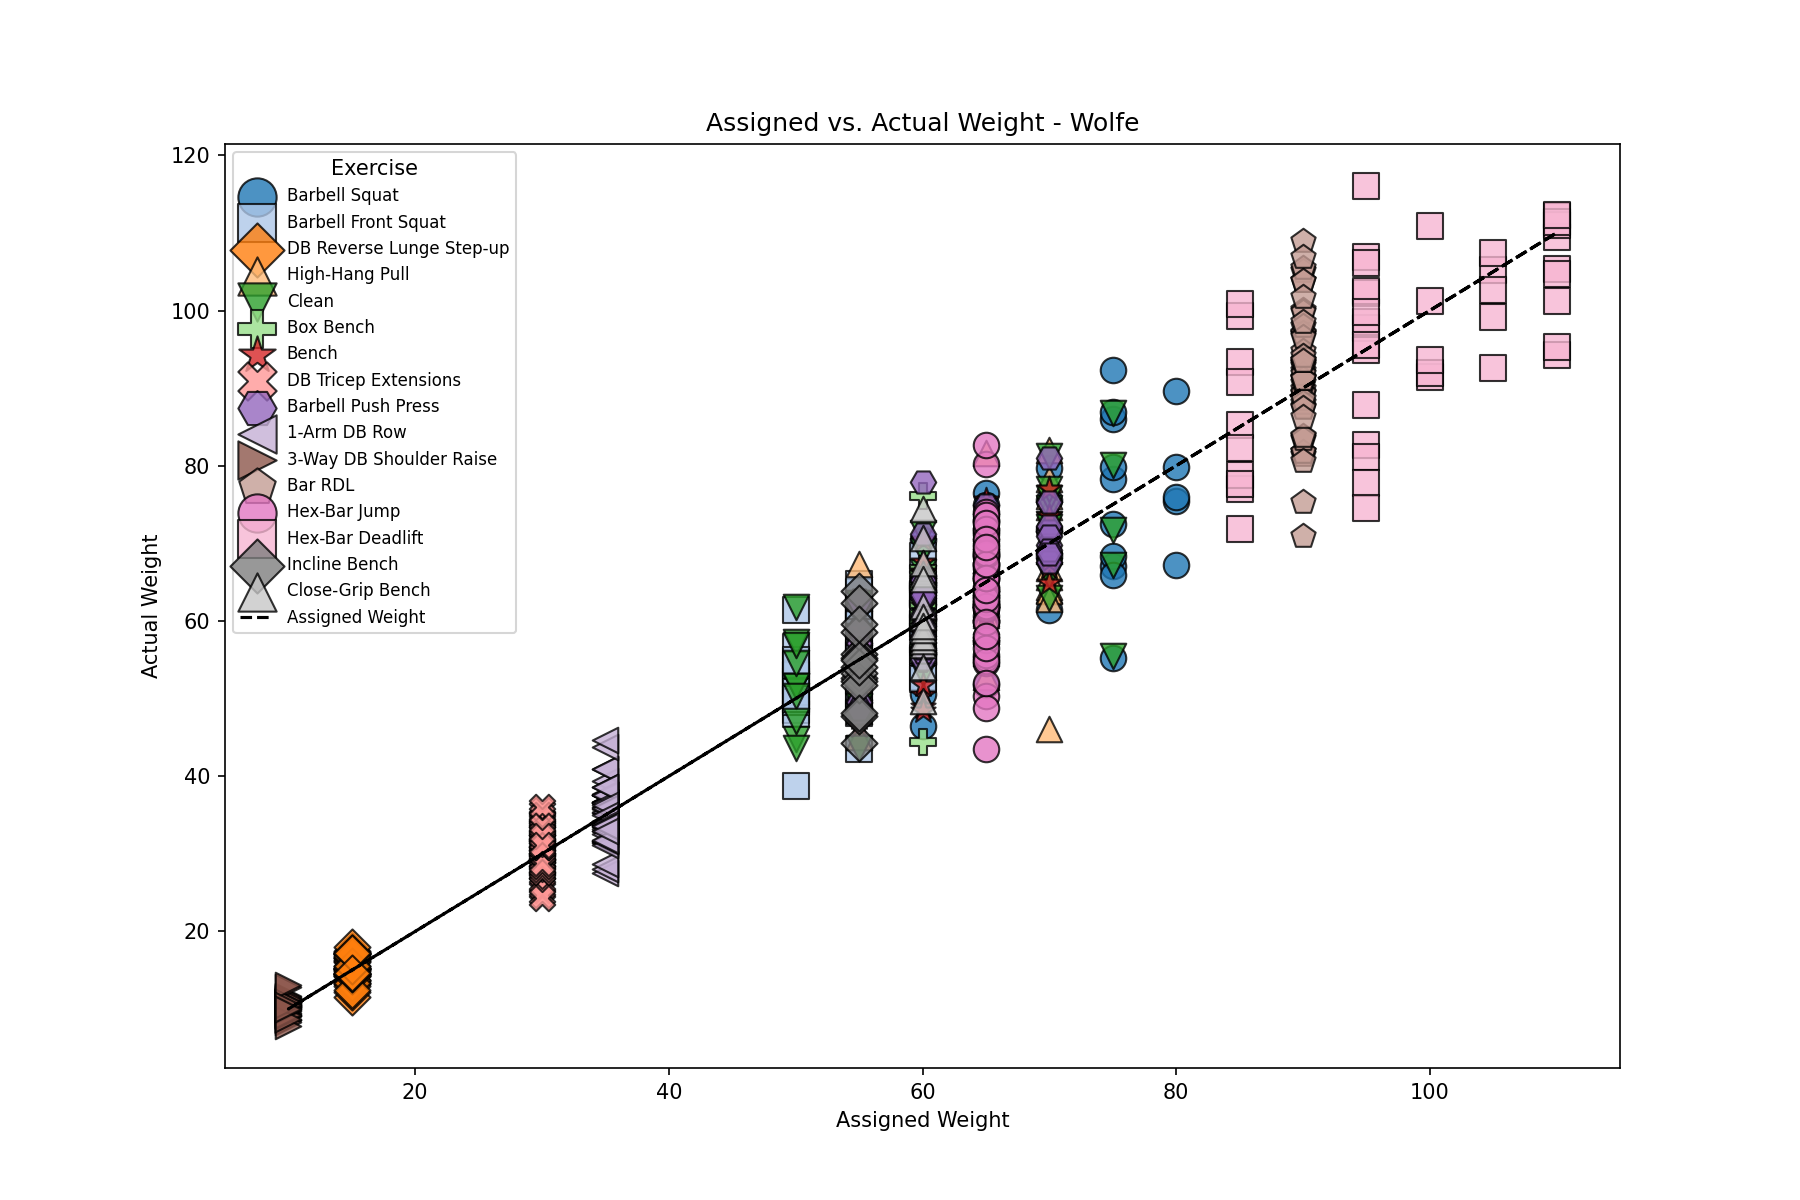 Assigned vs. Actual Weight - Wolfe
120
100
80
60
40
20
Actual Weight
Exercise
Barbell Squat
Barbell Front Squat
DB Reverse Lunge Step-up
High-Hang Pull
Clean
Box Bench
Bench
DB Tricep Extensions
Barbell Push Press
1-Arm DB Row
3-Way DB Shoulder Raise
Bar RDL
Hex-Bar Jump
Hex-Bar Deadlift
Incline Bench
Close-Grip Bench
Assigned Weight
20 40 60 80 100
Assigned Weight